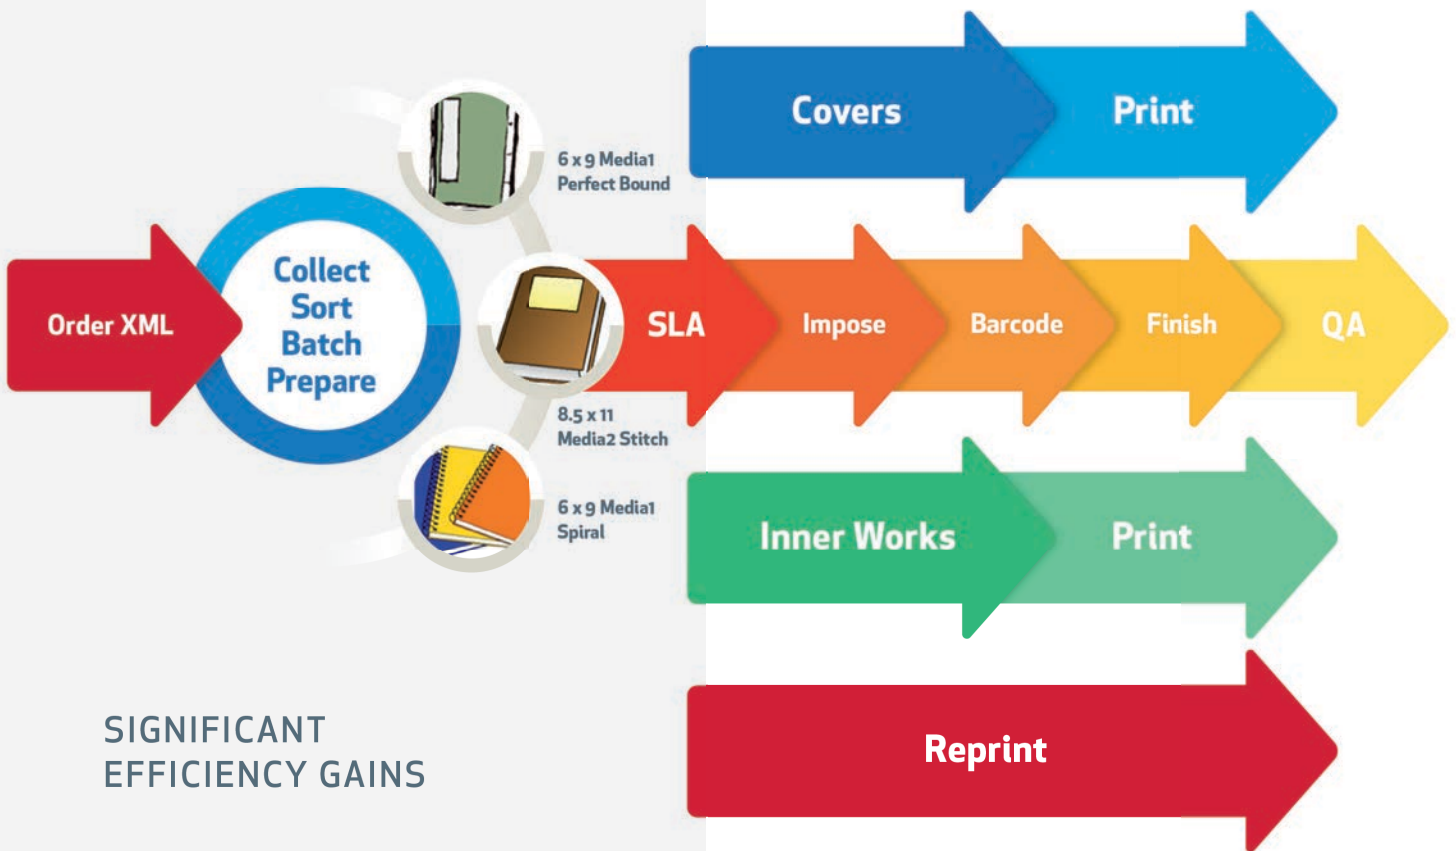 Order XML
Collect
Sort
Batch
Prepare
6 x 9 Media1
Perfect Bound
8.5 x 11
Media2 Stitch
6 x 9 Media1
Spiral
Covers
Print
SLA
Impose
Barcode
Finish
QA
Inner Works
Print
Reprint
SIGNIFICANT
EFFICIENCY GAINS